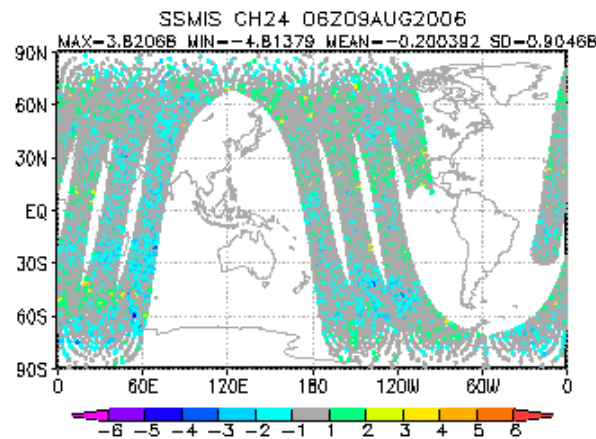 SSMIS CH24 06Z09AUG2006
MAX=3.82068 MIN=-4.81379 MEAN=-0.200392 SD=0.90468
90N
60N
30N
EQ
30S
60S
90S
0 60E 120E 180 120W 60W 0
-6 -5 -4 -3 -2 -1 1 2 3 4 5 6